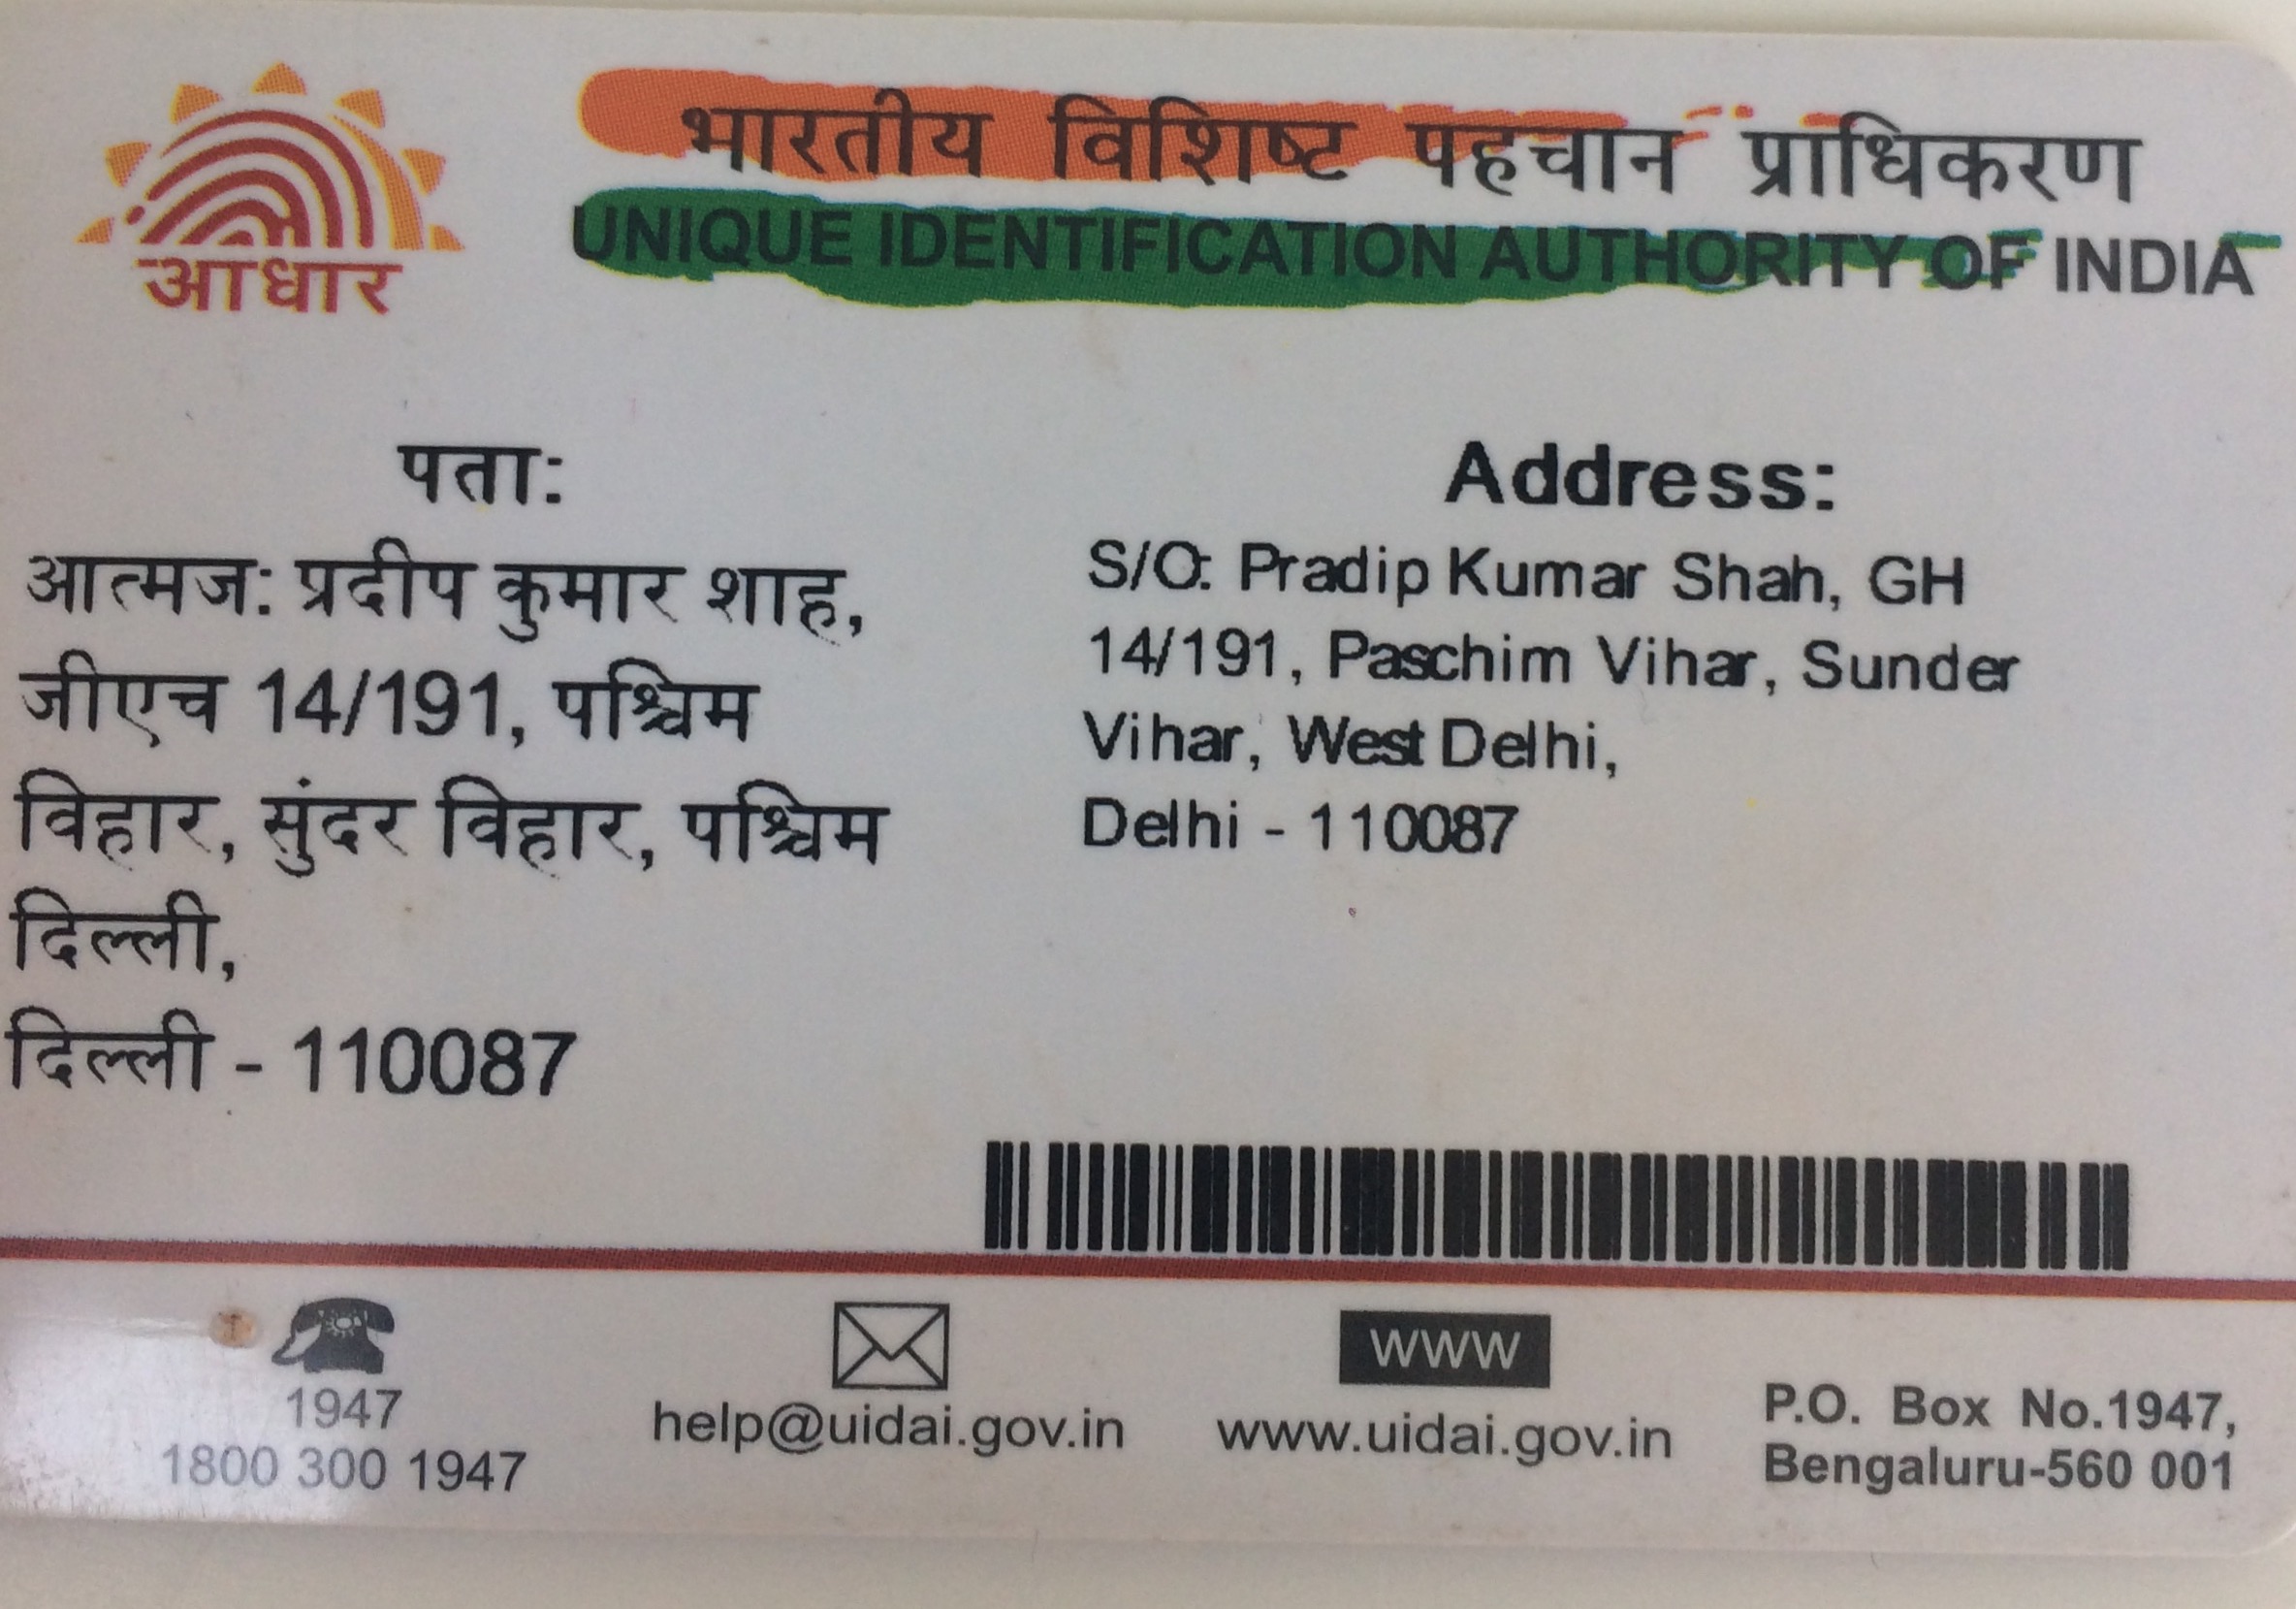 आधार
भारतीय विशिष्ट पहचान प्राधिकरण
UNIQUE IDENTIFICATION AUTHORITY OF INDIA
पता:
आत्मज: प्रदीप कुमार शाह,
जीएच 14/191, पश्चिम
विहार, सुंदर विहार, पश्चिम
दिल्ली,
दिल्ली - 110087
Address:
S/O: Pradip Kumar Shah, GH
14/191, Paschim Vihar, Sunder
Vihar, West Delhi,
Delhi - 110087
1947
1800 300 1947
help@uidai.gov.in
www
www.uidai.gov.in
P.O. Box No.1947,
Bengaluru-560 001